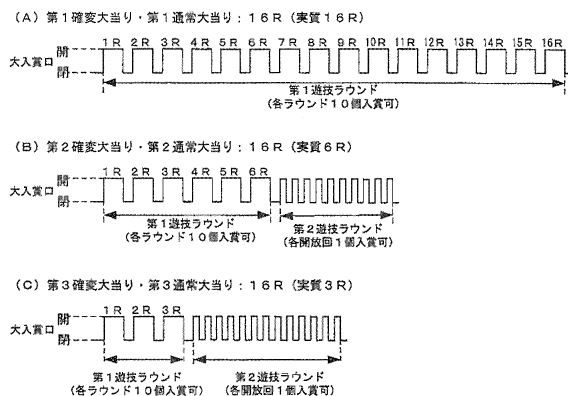 (A)第1確変大当り・第1通常大当り：16R(実質16R)
1R 2R 3R 4R 5R 6R 7R 8R 9R 10R 11R 12R 13R 14R 15R 16R
開
大入賞口
閉
第1遊技ラウンド
(各ラウンド10個入賞可)
(B)第2確変大当り・第2通常大当り：16R(実質6R)
1R 2R 3R 4R 5R 6R
開
大入賞口
閉
第1遊技ラウンド
(各ラウンド10個入賞可)
第2遊技ラウンド
(各開放回1個入賞可)
(C)第3確変大当り・第3通常大当り：16R(実質3R)
1R 2R 3R
開
大入賞口
閉
第1遊技ラウンド
(各ラウンド10個入賞可)
第2遊技ラウンド
(各開放回1個入賞可)